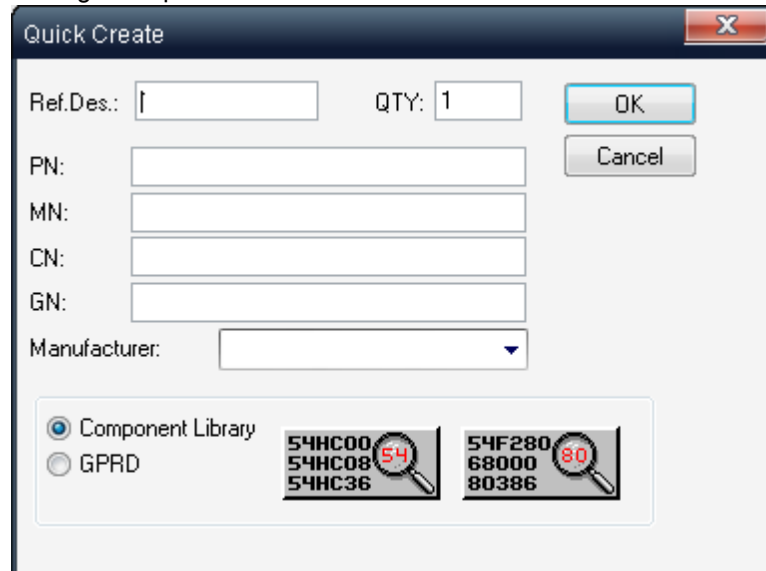 Quick Create
Ref.Des.:
QTY: 1
OK
PN:
Cancel
MN:
CN:
GN:
Manufacturer:
Component Library
GPRD
54HC00
54HC08
54HC36
54
54F280
68000
80386
80